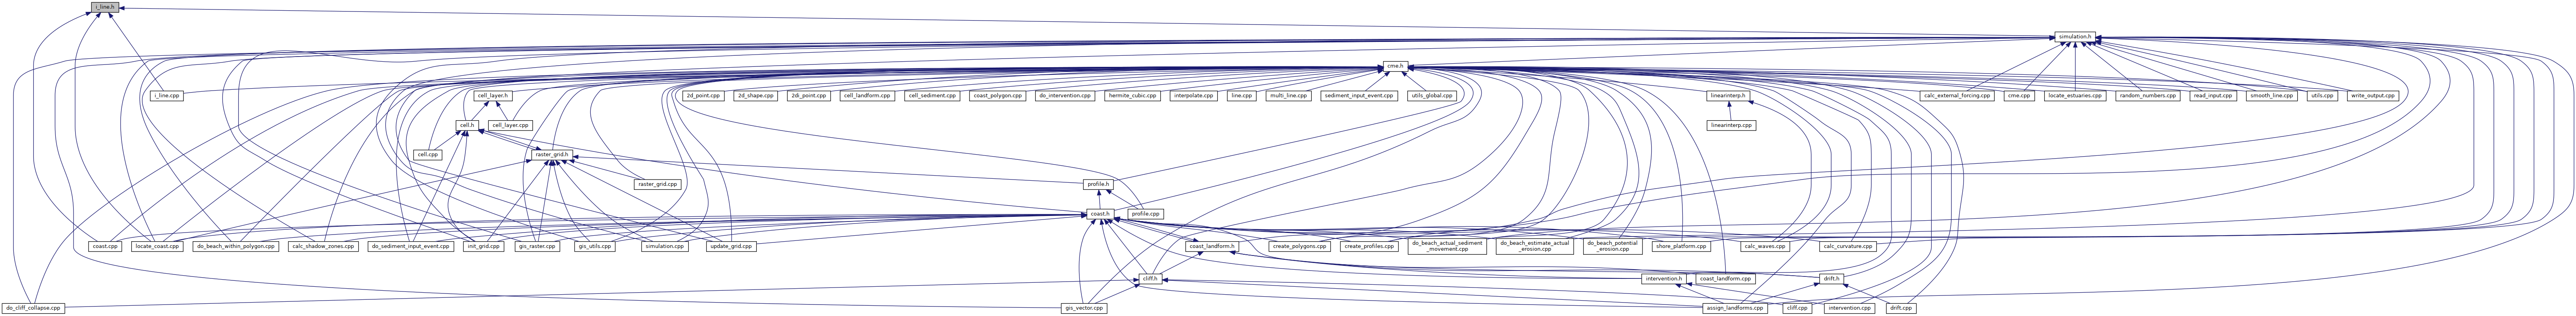 i_line.h
simulation.h
cme.h
i_line.cpp
cell_layer.h
2d_point.cpp
2d_shape.cpp
2di_point.cpp
cell_landform.cpp
cell_sediment.cpp
coast_polygon.cpp
do_intervention.cpp
hermite_cubic.cpp
interpolate.cpp
line.cpp
multi_line.cpp
sediment_input_event.cpp
utils_global.cpp
linearinterp.h
calc_external_forcing.cpp
cme.cpp
locate_estuaries.cpp
random_numbers.cpp
read_input.cpp
smooth_line.cpp
utils.cpp
write_output.cpp
cell.h
cell_layer.cpp
linearinterp.cpp
cell.cpp
raster_grid.h
raster_grid.cpp
profile.h
coast.h
profile.cpp
coast.cpp
locate_coast.cpp
do_beach_within_polygon.cpp
calc_shadow_zones.cpp
do_sediment_input_event.cpp
init_grid.cpp
gis_raster.cpp
gis_utils.cpp
simulation.cpp
update_grid.cpp
coast_landform.h
create_polygons.cpp
create_profiles.cpp
do_beach_actual_sediment
_movement.cpp
do_beach_estimate_actual
_erosion.cpp
do_beach_potential
_erosion.cpp
shore_platform.cpp
calc_waves.cpp
calc_curvature.cpp
cliff.h
intervention.h
coast_landform.cpp
drift.h
do_cliff_collapse.cpp
gis_vector.cpp
assign_landforms.cpp
cliff.cpp
intervention.cpp
drift.cpp